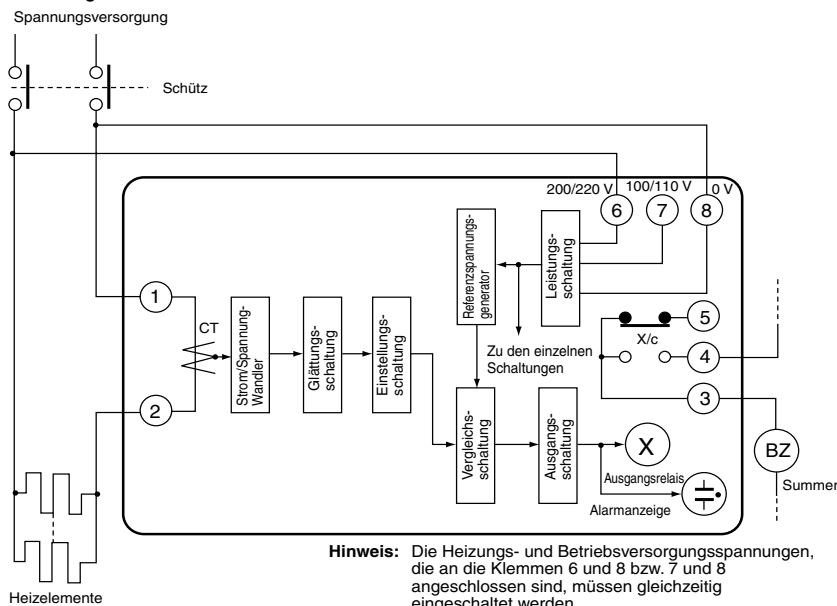 Spannungsversorgung
Schütz
200/220 V
100/110 V
0 V
6
7
8
Referzspannungs-
generator
Leistungs-
schaltung
1
CT
Strom/Spannung-
Wandler
Glättungs-
schaltung
Einstellungs-
schaltung
Zu den einzelnen
Schaltungen
5
X/c
4
3
2
Vergleichs-
schaltung
Ausgangs-
schaltung
X
Ausgangsrelais
Alarmanzeige
BZ
Summer
Heizelemente
Hinweis: Die Heizungs- und Betriebsversorgungsspannungen,
die an die Klemmen 6 und 8 bzw. 7 und 8
angeschlossen sind, müssen gleichzeitig
eingeschaltet werden